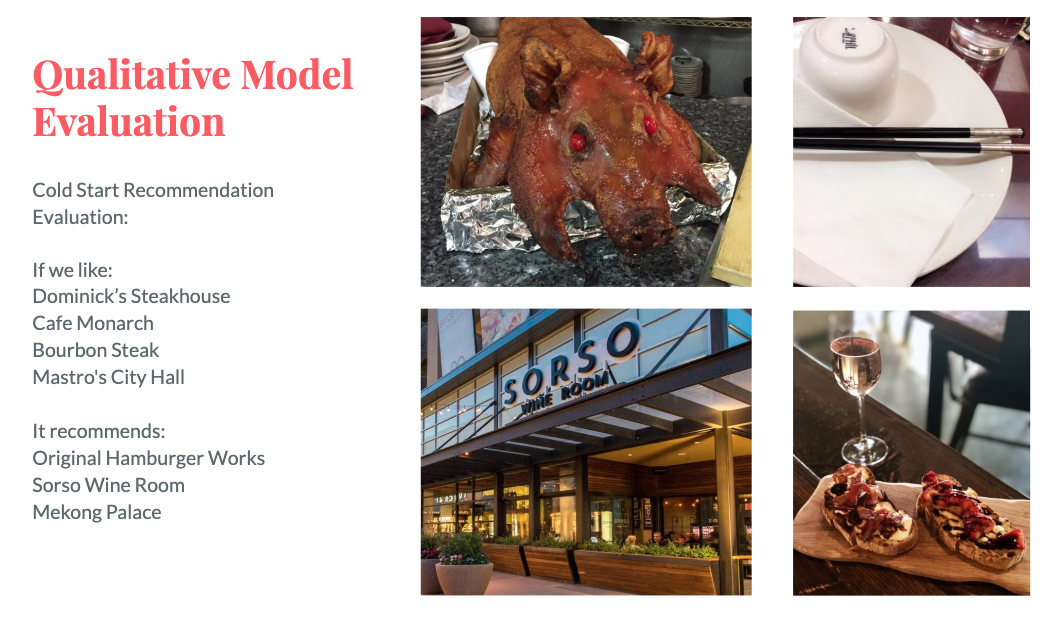 Qualitative Model
Evaluation
Cold Start Recommendation
Evaluation:
If we like:
Dominick’s Steakhouse
Cafe Monarch
Bourbon Steak
Mastro's City Hall
It recommends:
Original Hamburger Works
Sorso Wine Room
Mekong Palace
SORSO
WINE ROOM